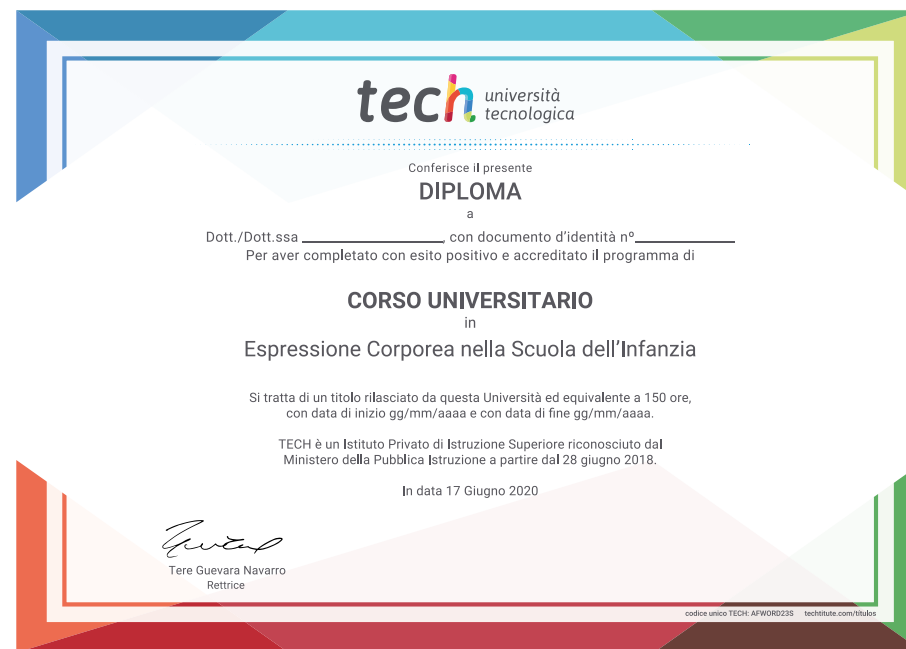 tech università
tecnologica
Conferisce il presente
DIPLOMA
a
Dott./Dott.ssa ____________________, con documento d'identità nº______________
Per aver completato con esito positivo e accreditato il programma di
CORSO UNIVERSITARIO
in
Espressione Corporea nella Scuola dell'Infanzia
Si tratta di un titolo rilasciato da questa Università ed equivalente a 150 ore,
con data di inizio gg/mm/aaaa e con data di fine gg/mm/aaaa.
TECH è un Istituto Privato di Istruzione Superiore riconosciuto dal
Ministero della Pubblica Istruzione a partire dal 28 giugno 2018.
In data 17 Giugno 2020
Tere Guevara Navarro
Rettrice
codice unico TECH: AFWORD23S techtitute.com/titulos